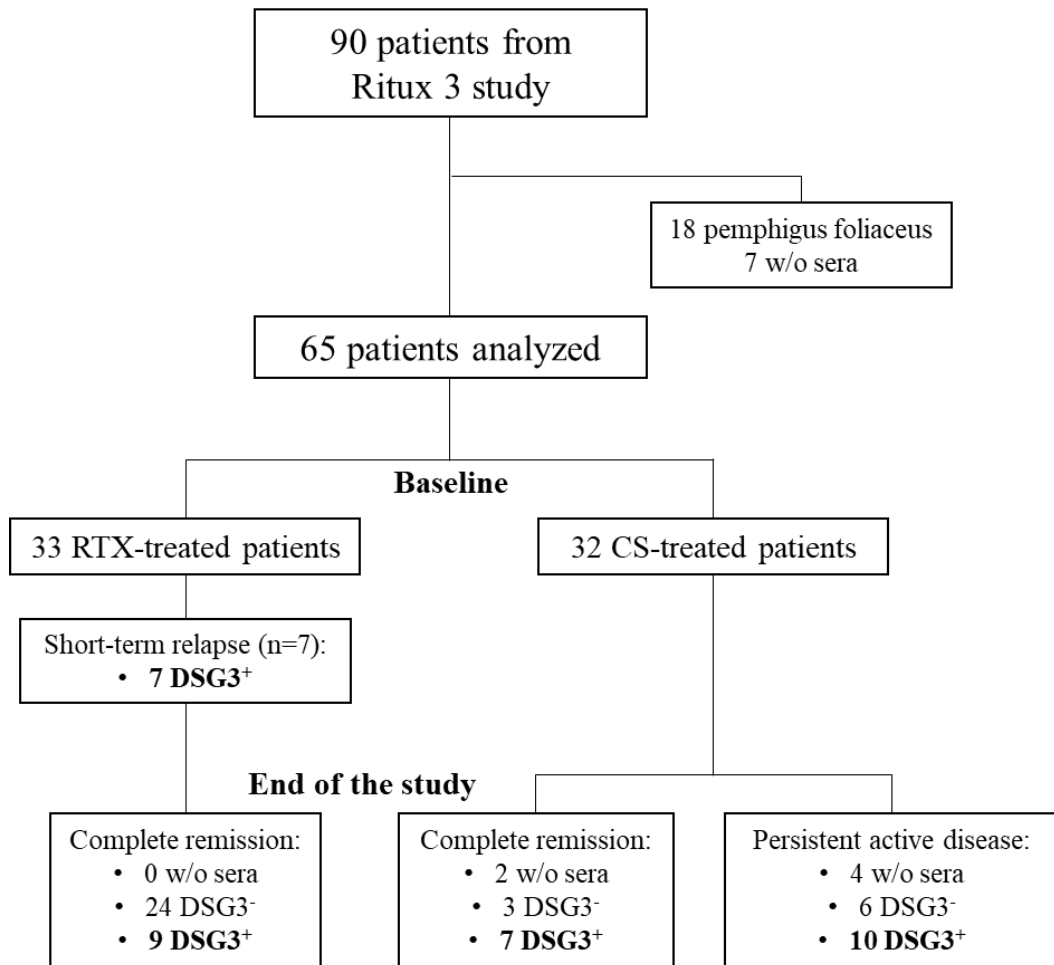 90 patients from
Ritux 3 study
18 pemphigus foliaceus
7 w/o sera
65 patients analyzed
Baseline
33 RTX-treated patients
32 CS-treated patients
Short-term relapse (n=7):
• 7 DSG3⁺
End of the study
Complete remission:
• 0 w/o sera
• 24 DSG3⁻
• 9 DSG3⁺
Complete remission:
• 2 w/o sera
• 3 DSG3⁻
• 7 DSG3⁺
Persistent active disease:
• 4 w/o sera
• 6 DSG3⁻
• 10 DSG3⁺